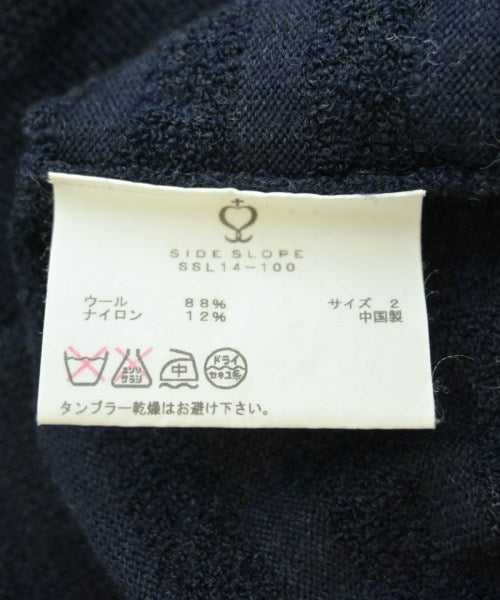 SIDE SLOPE
SSL14-100
ウール 88% サイズ 2
ナイロン 12% 中国製
エンソ サラシ 中 ドライ セキユ系
タンブラー乾燥はお避け下さい。